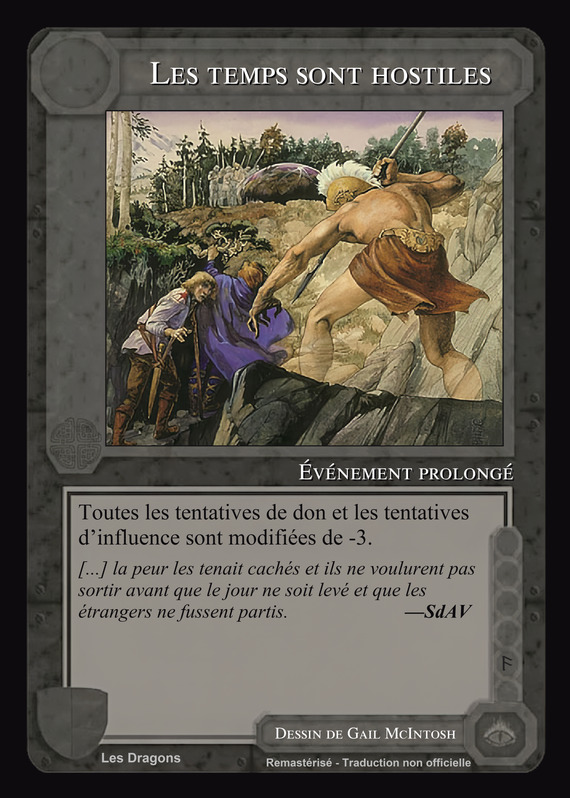 Les temps sont hostiles
Événement prolongé
Toutes les tentatives de don et les tentatives
d'influence sont modifiées de -3.
[...] la peur les tenait cachés et ils ne voulurent pas
sortir avant que le jour ne soit levé et que les
étrangers ne fussent partis. —SdAV
Dessin de Gail McIntosh
Les Dragons
Remastérisé - Traduction non officielle